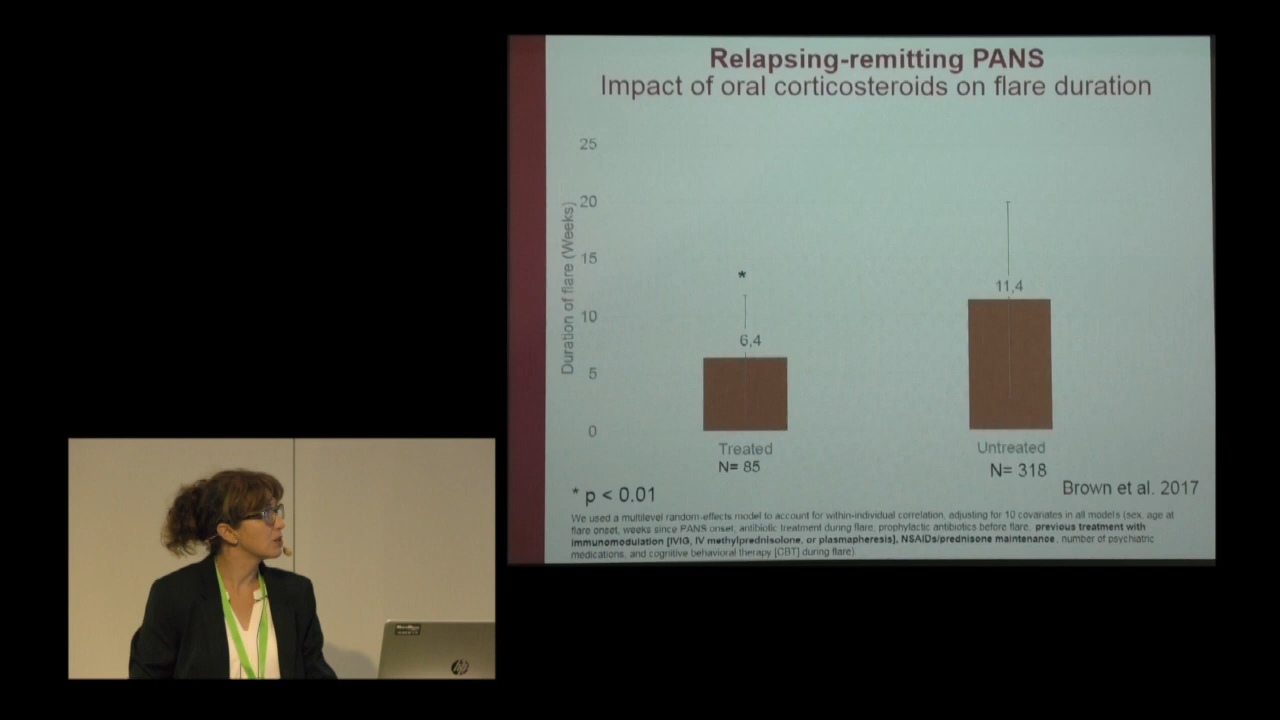 Relapsing-remitting PANS
Impact of oral corticosteroids on flare duration
Duration of flare (Weeks)
25
20
15
10
5
0
*
6,4
11,4
Treated
N= 85
Untreated
N= 318
* p < 0.01
Brown et al. 2017
We used a multilevel random-effects model to account for within-individual correlation, adjusting for 10 covariates in all models (sex, age at
flare onset, weeks since PANS onset, antibiotic treatment during flare, prophylactic antibiotics before flare, previous treatment with
immunomodulation [IVIG, IV methylprednisolone, or plasmapheresis], NSAIDs/prednisone maintenance, number of psychiatric
medications, and cognitive behavioral therapy [CBT] during flare)
hp